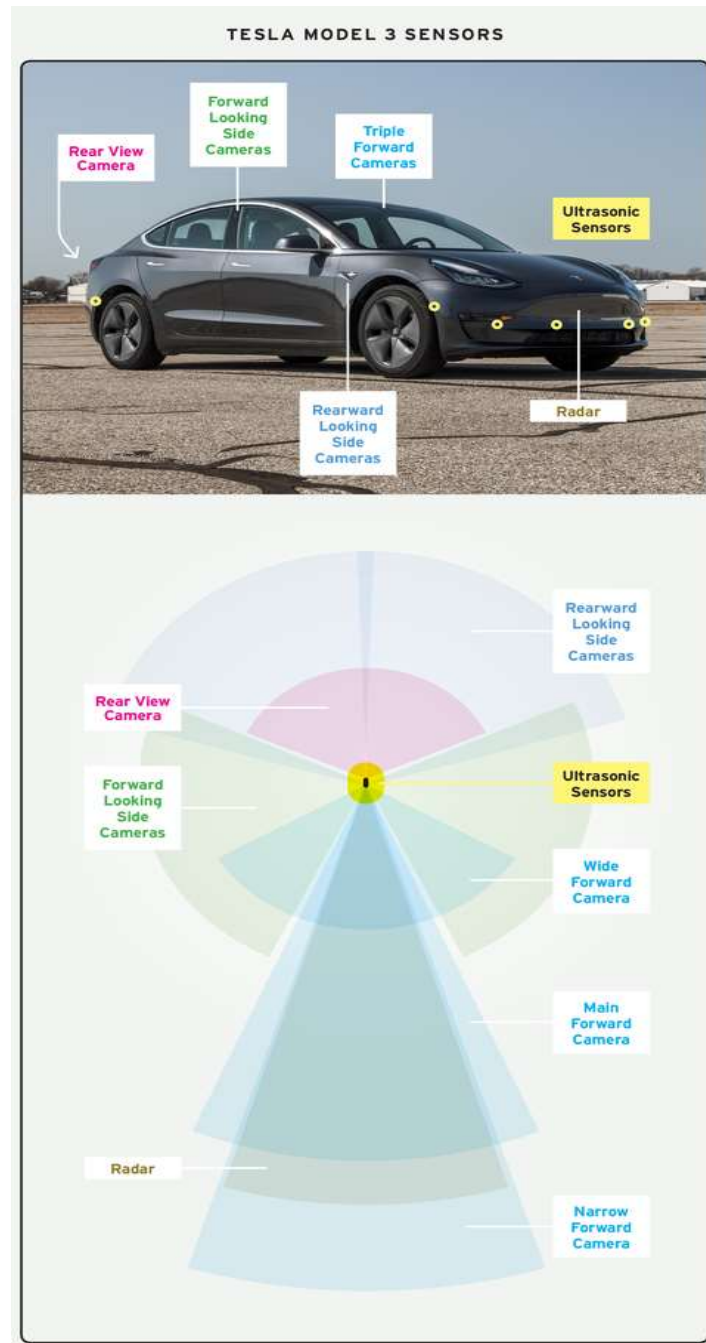 TESLA MODEL 3 SENSORS
Rear View
Camera
Forward
Looking
Side
Cameras
Triple
Forward
Cameras
Ultrasonic
Sensors
Rearward
Looking
Side
Cameras
Radar
Rearward
Looking
Side
Cameras
Rear View
Camera
Forward
Looking
Side
Cameras
Ultrasonic
Sensors
Wide
Forward
Camera
Main
Forward
Camera
Radar
Narrow
Forward
Camera